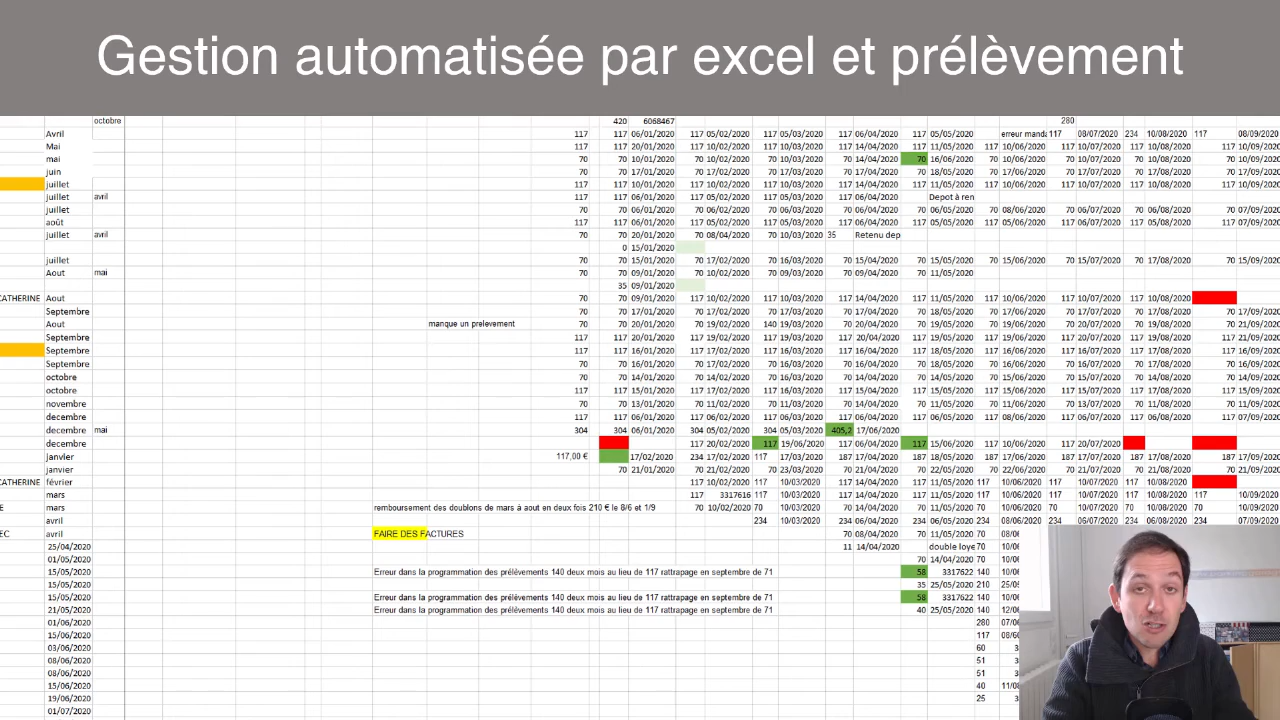 Gestion automatisée par excel et prélèvement
octobre 420 6068467 280
Avril 117 117 06/01/2020 117 05/02/2020 117 05/03/2020 117 06/04/2020 117 05/05/2020 erreur manda 117 08/07/2020 234 10/08/2020 117 08/09/2020
Mai 117 117 20/01/2020 117 10/02/2020 117 10/03/2020 117 14/04/2020 117 11/05/2020 117 10/06/2020 117 10/07/2020 117 10/08/2020 117 10/09/2020
mai 70 70 10/01/2020 70 10/02/2020 70 10/03/2020 70 14/04/2020 70 16/06/2020 70 10/06/2020 70 10/07/2020 70 10/08/2020 70 10/09/2020
juin 70 70 17/01/2020 70 17/02/2020 70 17/03/2020 70 17/04/2020 70 18/05/2020 70 17/06/2020 70 17/07/2020 70 17/08/2020 70 17/09/2020
juillet 117 117 10/01/2020 117 10/02/2020 117 10/03/2020 117 14/04/2020 117 11/05/2020 117 10/06/2020 117 10/07/2020 117 10/08/2020 117 10/09/2020
juillet avril 117 117 06/01/2020 117 05/02/2020 117 05/03/2020 117 06/04/2020 Depot à ren
juillet 70 70 06/01/2020 70 06/02/2020 70 06/03/2020 70 06/04/2020 70 06/05/2020 70 08/06/2020 70 06/07/2020 70 06/08/2020 70 07/09/2020
août 117 117 06/01/2020 117 05/02/2020 117 05/03/2020 117 06/04/2020 117 06/05/2020 117 05/06/2020 117 06/07/2020 117 05/08/2020 117 07/09/2020
juillet avril 70 70 20/01/2020 70 08/04/2020 70 10/03/2020 35 Retenu dep
0 15/01/2020
juillet 70 70 15/01/2020 70 17/02/2020 70 16/03/2020 70 15/04/2020 70 15/05/2020 70 15/06/2020 70 15/07/2020 70 17/08/2020 70 15/09/2020
Aout mai 70 70 09/01/2020 70 10/02/2020 70 09/03/2020 70 09/04/2020 70 11/05/2020
35 09/01/2020
CATHERINE Aout 70 70 09/01/2020 117 10/02/2020 117 10/03/2020 117 14/04/2020 117 11/05/2020 117 10/06/2020 117 10/07/2020 117 10/08/2020
Septembre 70 70 17/01/2020 70 17/02/2020 70 17/03/2020 70 17/04/2020 70 18/05/2020 70 17/06/2020 70 17/07/2020 70 17/08/2020 70 17/09/20
Aout manque un prelevement 70 70 20/01/2020 70 19/02/2020 140 19/03/2020 70 20/04/2020 70 19/05/2020 70 19/06/2020 70 20/07/2020 70 19/08/2020 70 21/09/202
Septembre 117 117 20/01/2020 117 19/02/2020 117 19/03/2020 117 20/04/2020 117 19/05/2020 117 19/06/2020 117 20/07/2020 117 19/08/2020 117 21/09/202
Septembre 117 117 16/01/2020 117 17/02/2020 117 16/03/2020 117 16/04/2020 117 18/05/2020 117 16/06/2020 117 16/07/2020 117 17/08/2020 117 16/09/202
Septembre 70 70 16/01/2020 70 17/02/2020 70 16/03/2020 70 16/04/2020 70 18/05/2020 70 16/06/2020 70 16/07/2020 70 17/08/2020 70 16/09/202
octobre 70 70 14/01/2020 70 14/02/2020 70 16/03/2020 70 14/04/2020 70 14/05/2020 70 15/06/2020 70 15/07/2020 70 14/08/2020 70 14/09/202
octobre 117 117 15/01/2020 117 17/02/2020 117 16/03/2020 117 15/04/2020 117 15/05/2020 117 15/06/2020 117 15/07/2020 117 17/08/2020 117 15/09/202
novembre 70 70 13/01/2020 70 11/02/2020 70 11/03/2020 70 14/04/2020 70 11/05/2020 70 11/06/2020 70 13/07/2020 70 11/08/2020 70 11/09/202
decembre 117 117 06/01/2020 117 06/02/2020 117 06/03/2020 117 06/04/2020 117 06/05/2020 117 08/06/2020 117 06/07/2020 117 06/08/2020 117 07/09/202
decembre mai 304 304 06/01/2020 304 05/02/2020 304 05/03/2020 405,2 17/06/2020
decembre 117 20/02/2020 117 19/06/2020 117 06/04/2020 117 15/06/2020 117 10/06/2020 117 20/07/2020
Janvier 117,00 € 17/02/2020 234 17/02/2020 117 17/03/2020 187 17/04/2020 187 18/05/2020 187 17/06/2020 187 17/07/2020 187 17/08/2020 187 17/09/202
janvier 70 21/01/2020 70 21/02/2020 70 23/03/2020 70 21/04/2020 70 22/05/2020 70 22/06/2020 70 21/07/2020 70 21/08/2020 70 21/09/202
CATHERINE février 117 10/02/2020 117 10/03/2020 117 14/04/2020 117 11/05/2020 117 10/06/2020 117 10/07/2020 117 10/08/2020
mars 117 3317616 117 10/03/2020 117 14/04/2020 117 11/05/2020 117 10/06/2020 117 10/07/2020 117 10/08/2020 117 10/09/202
E mars remboursement des doublons de mars à aout en deux fois 210 € le 8/6 et 1/9 70 10/02/2020 70 10/03/2020 70 14/04/2020 70 11/05/2020 70 10/06/2020 70 10/07/2020 70 10/08/2020 70 10/09/202
avril 234 10/03/2020 234 06/04/2020 234 06/05/2020 234 08/06/2020 234 06/07/2020 234 06/08/2020 234 07/09/202
EC avril FAIRE DES FACTURES 70 08/04/2020 70 11/05/2020 70 08/06
25/04/2020 11 14/04/2020 double loye 70 10/06
01/05/2020 70 14/04/2020 70 10/06
15/05/2020 Erreur dans la programmation des prélèvements 140 deux mois au lieu de 117 rattrapage en septembre de 71 58 3317622 140 10/06
15/05/2020 35 25/05/2020 210 25/05
15/05/2020 Erreur dans la programmation des prélèvements 140 deux mois au lieu de 117 rattrapage en septembre de 71 58 3317622 140 10/06
21/05/2020 Erreur dans la programmation des prélèvements 140 deux mois au lieu de 117 rattrapage en septembre de 71 40 25/05/2020 140 12/06
01/06/2020 280 07/06
15/06/2020 117 08/60
03/06/2020 60 3
08/06/2020 51 3
08/06/2020 51 3
15/06/2020 40 11/08
19/06/2020 25 3
01/07/2020